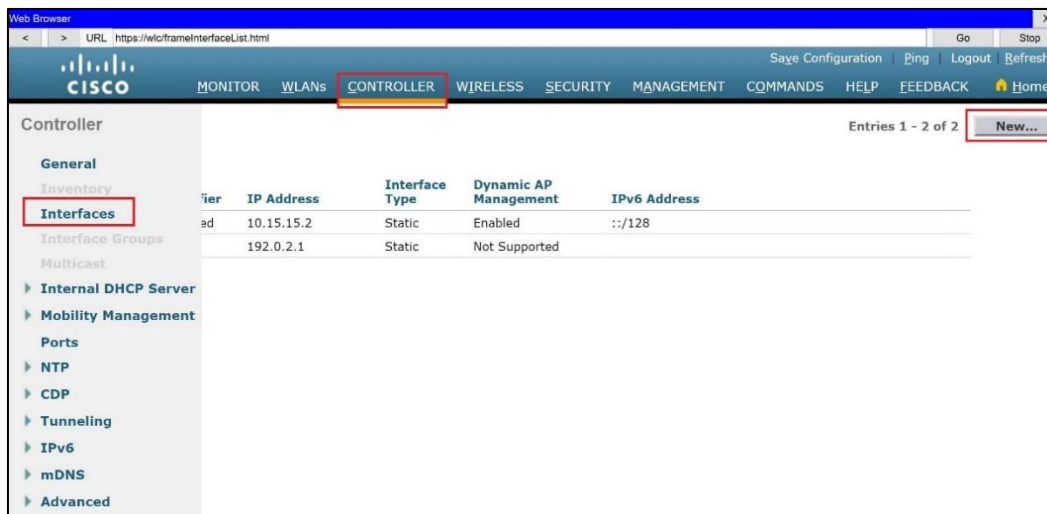 Web Browser X
< > URL https://wlc/frameInterfaceList.html Go Stop
Save Configuration Ping Logout Refresh
CISCO MONITOR WLANs CONTROLLER WIRELESS SECURITY MANAGEMENT COMMANDS HELP FEEDBACK Home
Controller Entries 1 - 2 of 2 New...
General
Inventory
Interfaces
Interface Groups
Multicast
Internal DHCP Server
Mobility Management
Ports
NTP
CDP
Tunneling
IPv6
mDNS
Advanced
fier IP Address Interface Type Dynamic AP Management IPv6 Address
ed 10.15.15.2 Static Enabled ::/128
192.0.2.1 Static Not Supported